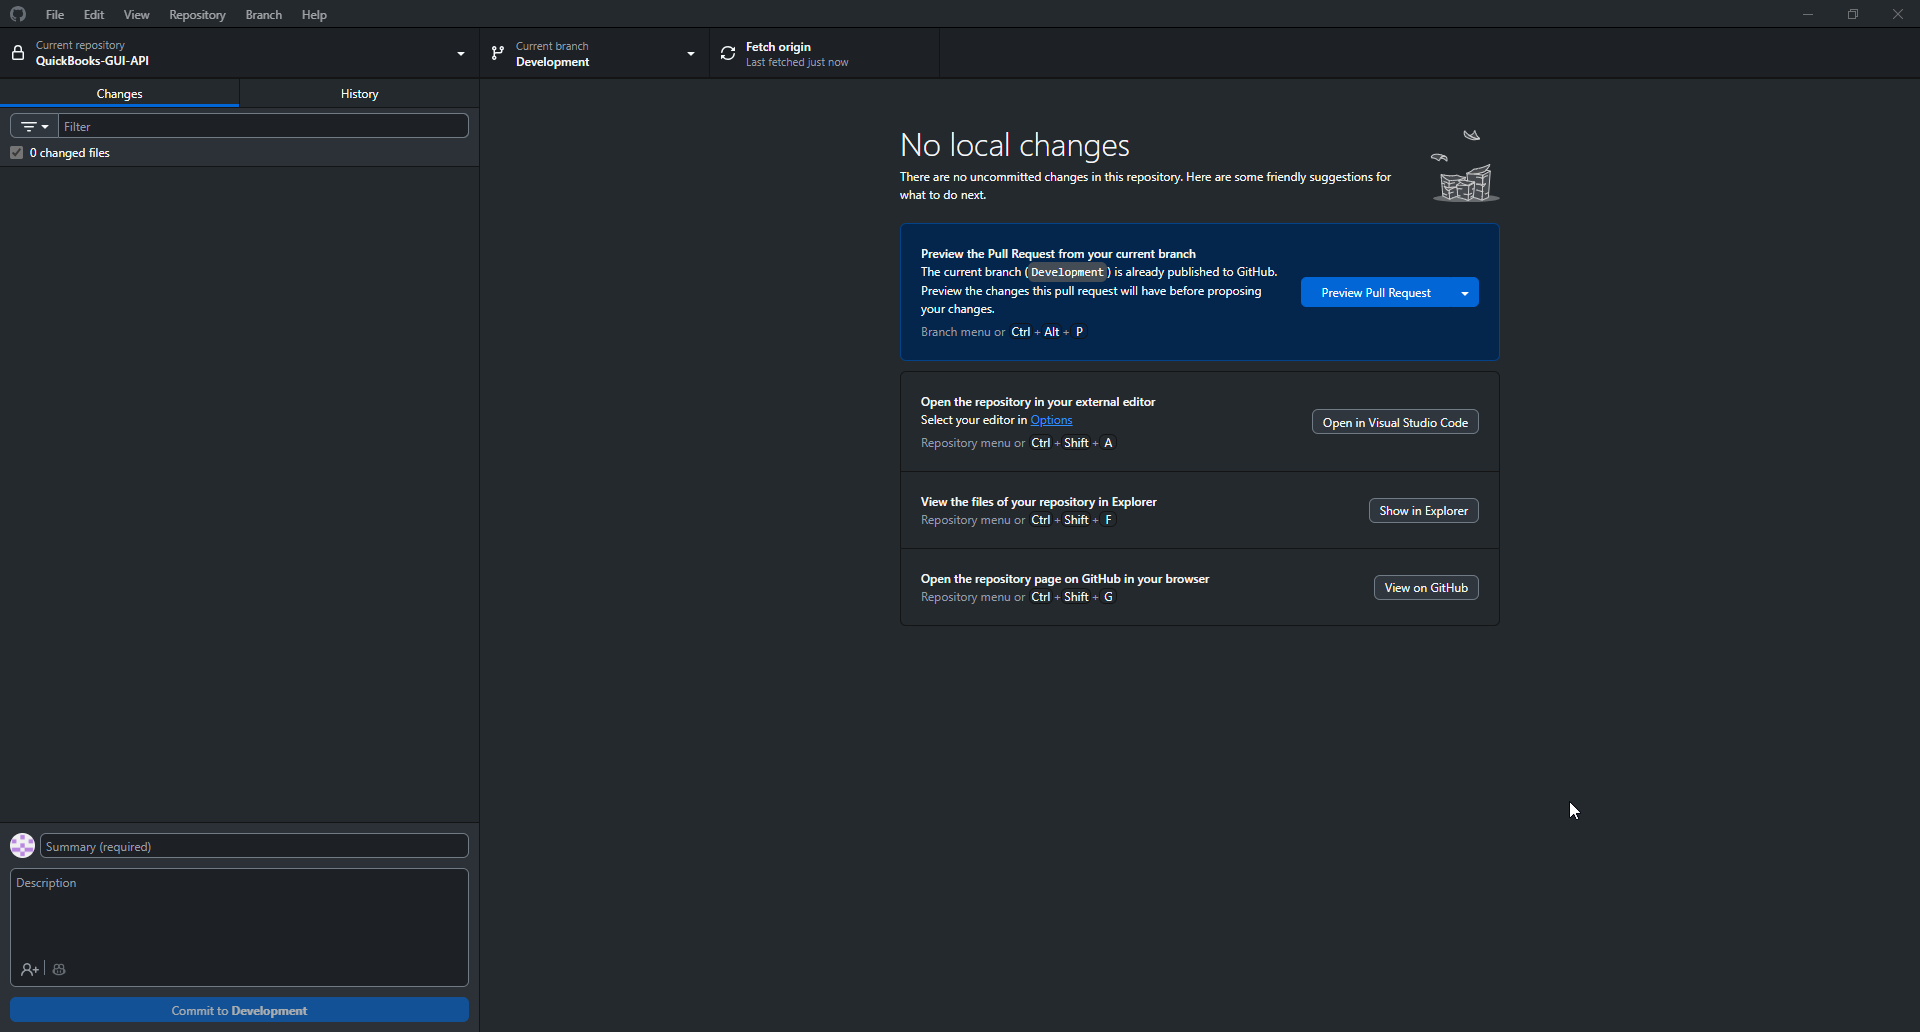 File Edit View Repository Branch Help
Current repository
QuickBooks-GUI-API
Current branch
Development
Fetch origin
Last fetched just now
Changes
History
Filter
0 changed files
No local changes
There are no uncommitted changes in this repository. Here are some friendly suggestions for
what to do next.
Preview the Pull Request from your current branch
The current branch (Development) is already published to GitHub.
Preview the changes this pull request will have before proposing
your changes.
Branch menu or Ctrl + Alt + P
Preview Pull Request
Open the repository in your external editor
Select your editor in Options
Repository menu or Ctrl + Shift + A
Open in Visual Studio Code
View the files of your repository in Explorer
Repository menu or Ctrl + Shift + F
Show in Explorer
Open the repository page on GitHub in your browser
Repository menu or Ctrl + Shift + G
View on GitHub
Summary (required)
Description
Commit to Development